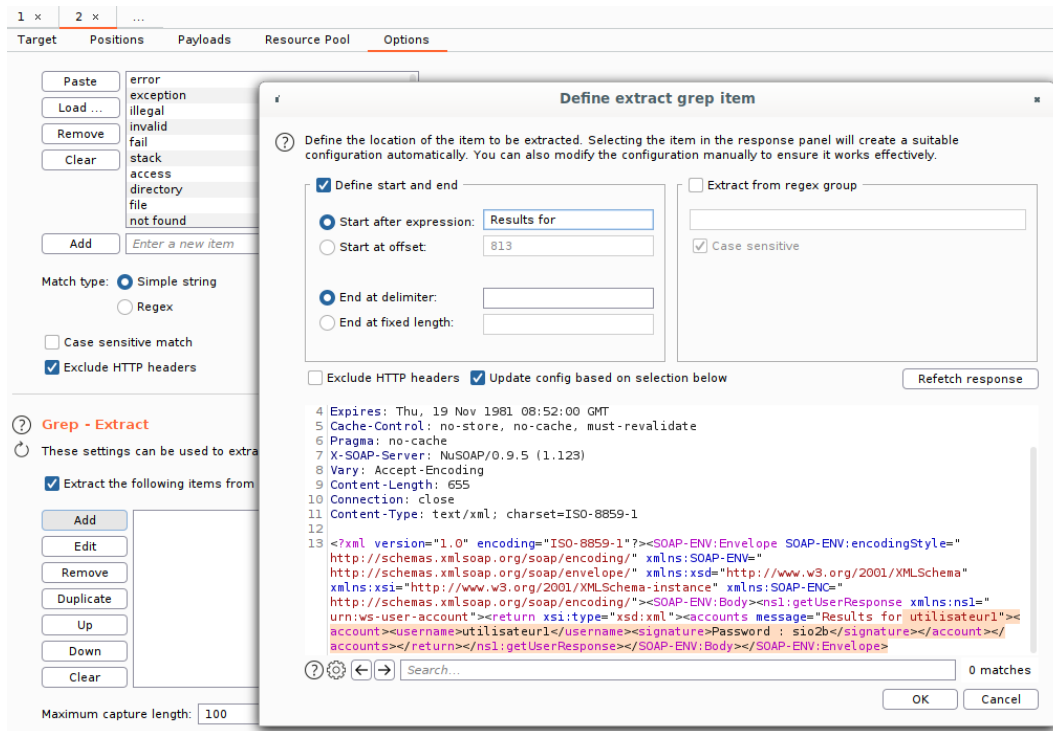 1 × 2 × ...
Target Positions Payloads Resource Pool Options
Paste
Load ...
Remove
Clear
error
exception
illegal
invalid
fail
stack
access
directory
file
not found
Add Enter a new item
Match type: Simple string
Regex
Case sensitive match
Exclude HTTP headers
? Grep - Extract
These settings can be used to extra
Extract the following items from
Add
Edit
Remove
Duplicate
Up
Down
Clear
Maximum capture length: 100
Define extract grep item
? Define the location of the item to be extracted. Selecting the item in the response panel will create a suitable
configuration automatically. You can also modify the configuration manually to ensure it works effectively.
Define start and end
Start after expression: Results for
Start at offset: 813
End at delimiter:
End at fixed length:
Extract from regex group
Case sensitive
Exclude HTTP headers Update config based on selection below Refetch response
4 Expires: Thu, 19 Nov 1981 08:52:00 GMT
5 Cache-Control: no-store, no-cache, must-revalidate
6 Pragma: no-cache
7 X-SOAP-Server: NuSOAP/0.9.5 (1.123)
8 Vary: Accept-Encoding
9 Content-Length: 655
10 Connection: close
11 Content-Type: text/xml; charset=ISO-8859-1
12
13 <?xml version="1.0" encoding="ISO-8859-1"?><SOAP-ENV:Envelope SOAP-ENV:encodingStyle="
http://schemas.xmlsoap.org/soap/encoding/" xmlns:SOAP-ENV="
http://schemas.xmlsoap.org/soap/envelope/" xmlns:xsd="http://www.w3.org/2001/XMLSchema"
xmlns:xsi="http://www.w3.org/2001/XMLSchema-instance" xmlns:SOAP-ENC="
http://schemas.xmlsoap.org/soap/encoding/"><SOAP-ENV:Body><ns1:getUserResponse xmlns:ns1="
urn:ws-user-account"><return xsi:type="xsd:xml"><accounts message="Results for utilisateur1"><
account><username>utilisateur1</username><signature>Password : sio2b</signature></account></
accounts></return></ns1:getUserResponse></SOAP-ENV:Body></SOAP-ENV:Envelope>
? Search... 0 matches
OK Cancel